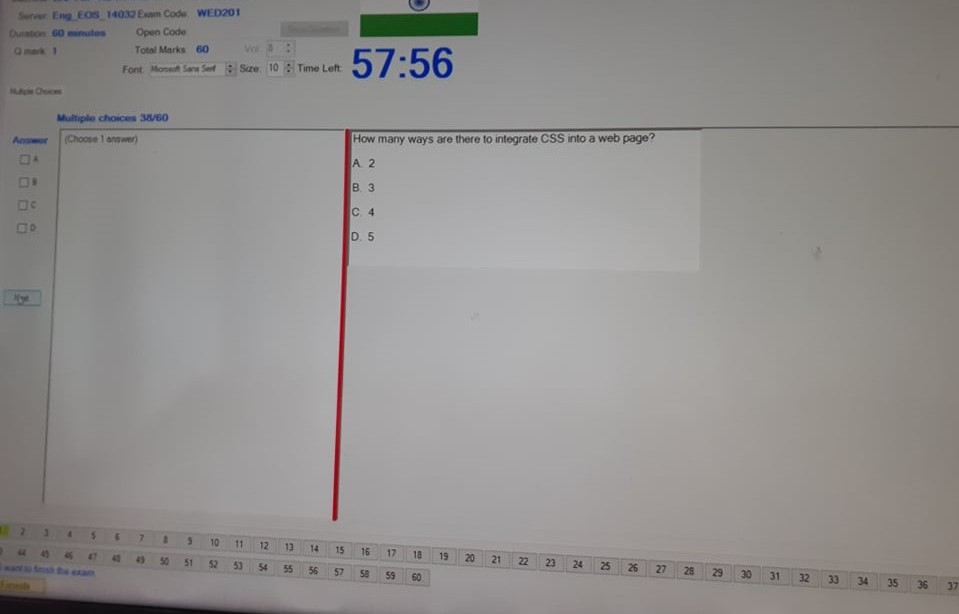 Server: Eng_EOS_14032 Exam Code: WED201
Duration: 60 minutes Open Code
Q mark: 1 Total Marks: 60 Vol: 8
Font: Microsoft Sans Serif Size: 10 Time Left: 57:56
Multiple Choices
Multiple choices 38/60
Answer (Choose 1 answer) How many ways are there to integrate CSS into a web page?
A A. 2
B B. 3
C C. 4
D D. 5
2 3 4 5 6 7 8 9 10 11 12 13 14 15 16 17 18 19 20 21 22 23 24 25 26 27 28 29 30 31 32 33 34 35 36 37
44 45 46 47 48 49 50 51 52 53 54 55 56 57 58 59 60
want to finish the exam